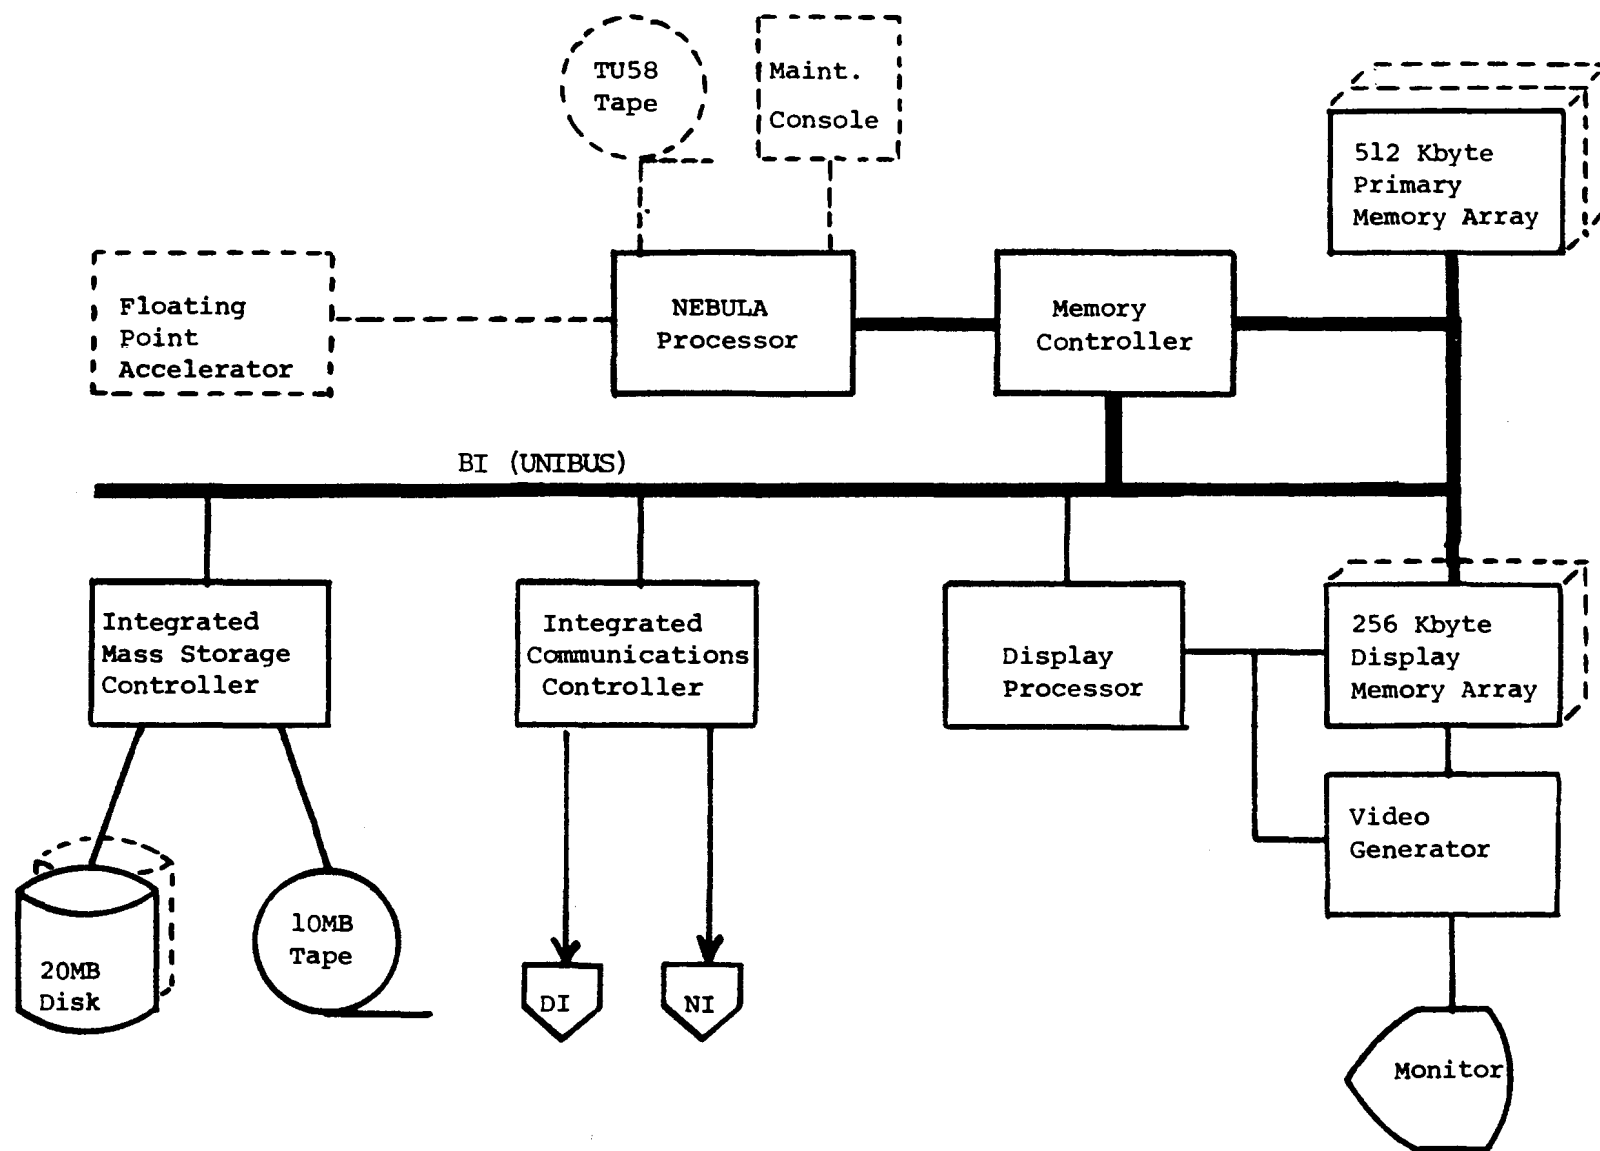 TU58
Tape
Maint.
Console
512 Kbyte
Primary
Memory Array
Floating
Point
Accelerator
NEBULA
Processor
Memory
Controller
BI (UNIBUS)
Integrated
Mass Storage
Controller
Integrated
Communications
Controller
Display
Processor
256 Kbyte
Display
Memory Array
Video
Generator
20MB
Disk
10MB
Tape
DI
NI
Monitor